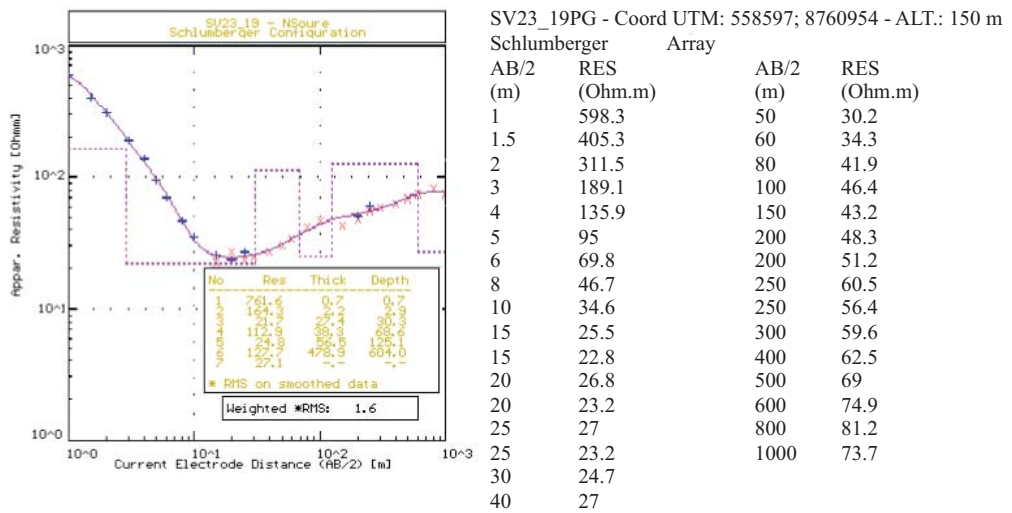 SV23_19 - NSoure
Schlumberger Configuration
Appar. Resistivity [Ohmm]
10^3
10^2
10^1
10^0
No Res Thick Depth
1 761.6 0.7 0.7
2 164.3 2.2 2.9
3 21.7 27.4 30.3
4 112.9 38.3 68.6
5 24.8 56.5 125.1
6 127.7 478.9 604.0
7 27.1 -.- -.-
* RMS on smoothed data
Weighted *RMS: 1.6
10^0 10^1 10^2 10^3
Current Electrode Distance (AB/2) [m]
SV23_19PG - Coord UTM: 558597; 8760954 - ALT.: 150 m
Schlumberger Array
AB/2 RES AB/2 RES
(m) (Ohm.m) (m) (Ohm.m)
1 598.3 50 30.2
1.5 405.3 60 34.3
2 311.5 80 41.9
3 189.1 100 46.4
4 135.9 150 43.2
5 95 200 48.3
6 69.8 200 51.2
8 46.7 250 60.5
10 34.6 250 56.4
15 25.5 300 59.6
15 22.8 400 62.5
20 26.8 500 69
20 23.2 600 74.9
25 27 800 81.2
25 23.2 1000 73.7
30 24.7
40 27